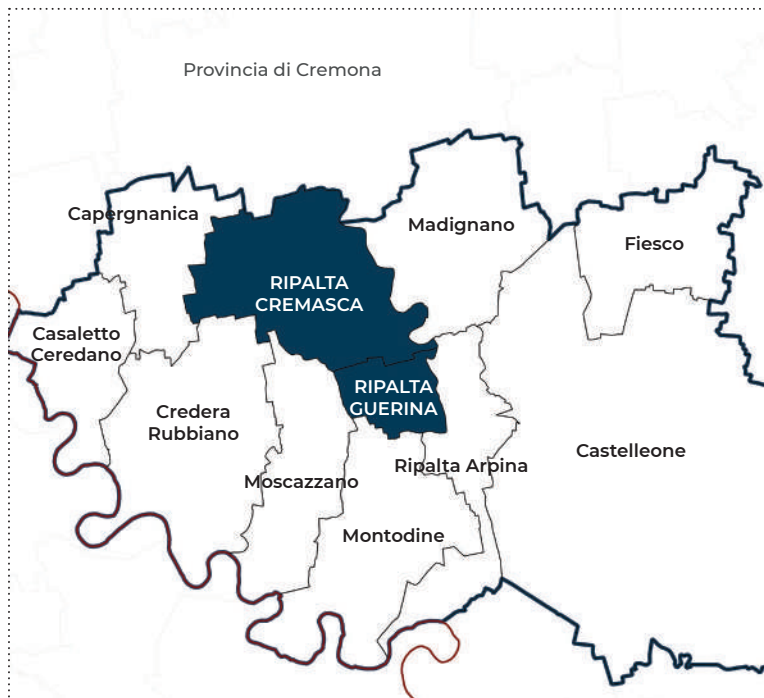 Provincia di Cremona
Capergnanica
Madignano
Fiesco
RIPALTA
CREMASCA
Casaletto
Ceredano
RIPALTA
GUERINA
Credera
Rubbiano
Castelleone
Ripalta Arpina
Moscazzano
Montodine